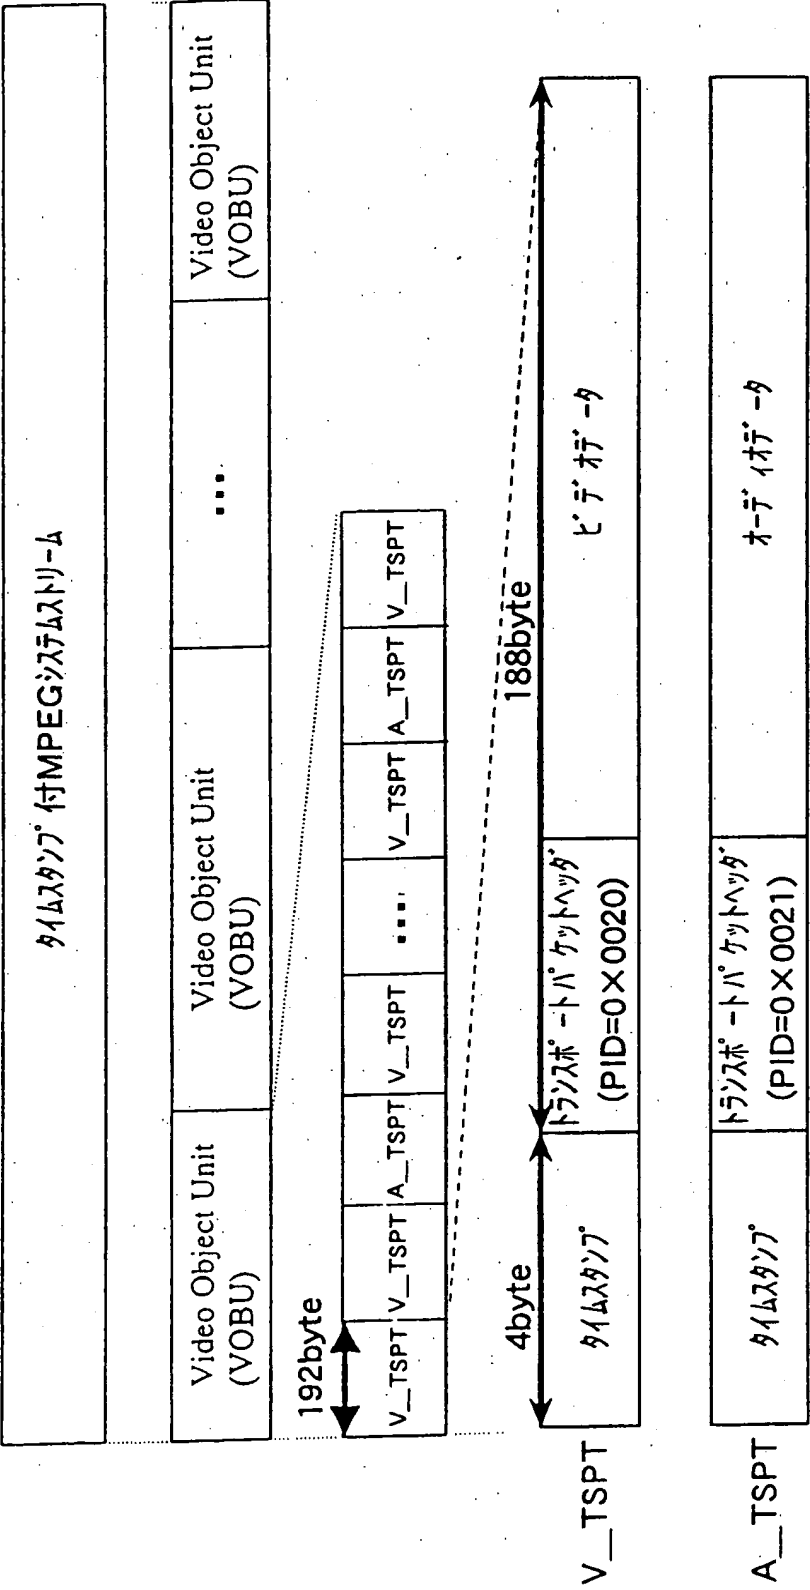 タイムスタンプ付MPEGシステムストリーム
Video Object Unit
(VOBU)
Video Object Unit
(VOBU)
....
Video Object Unit
(VOBU)
192byte
V_TSPT
V_TSPT
A_TSPT
V_TSPT
....
V_TSPT
A_TSPT
V_TSPT
4byte
188byte
V_TSPT
タイムスタンプ
トランスポートパケットヘッダ
(PID=0×0020)
ビデオデータ
A_TSPT
タイムスタンプ
トランスポートパケットヘッダ
(PID=0×0021)
オーディオデータ